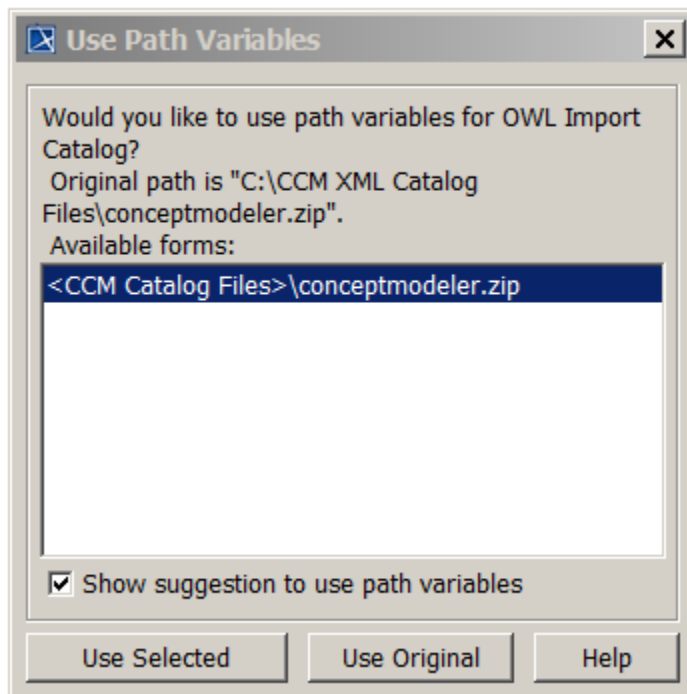 Use Path Variables
Would you like to use path variables for OWL Import
Catalog?
Original path is "C:\CCM XML Catalog
Files\conceptmodeler.zip".
Available forms:
<CCM Catalog Files>\conceptmodeler.zip
Show suggestion to use path variables
Use Selected
Use Original
Help